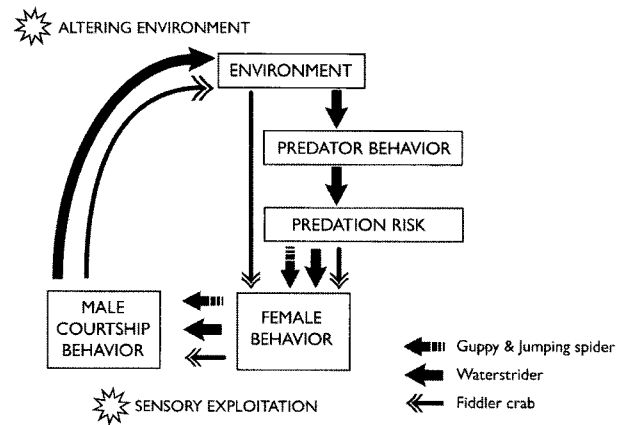 ALTERING ENVIRONMENT
ENVIRONMENT
PREDATOR BEHAVIOR
PREDATION RISK
MALE
COURTSHIP
BEHAVIOR
FEMALE
BEHAVIOR
Guppy & Jumping spider
Waterstrider
Fiddler crab
SENSORY EXPLOITATION